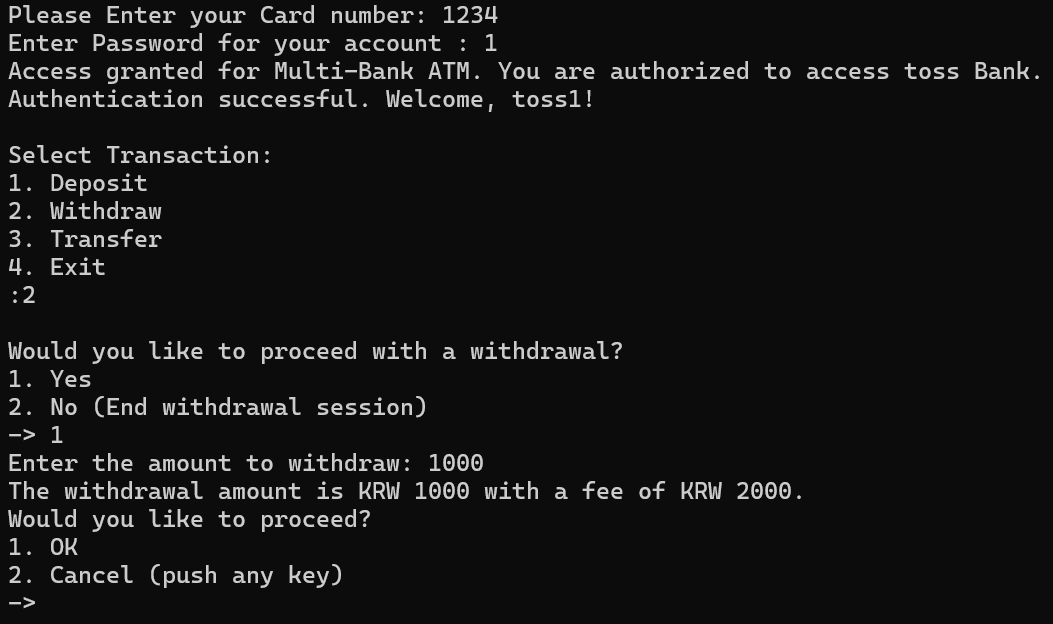 Please Enter your Card number: 1234
Enter Password for your account : 1
Access granted for Multi-Bank ATM. You are authorized to access toss Bank.
Authentication successful. Welcome, toss1!
Select Transaction:
1. Deposit
2. Withdraw
3. Transfer
4. Exit
:2
Would you like to proceed with a withdrawal?
1. Yes
2. No (End withdrawal session)
-> 1
Enter the amount to withdraw: 1000
The withdrawal amount is KRW 1000 with a fee of KRW 2000.
Would you like to proceed?
1. OK
2. Cancel (push any key)
->